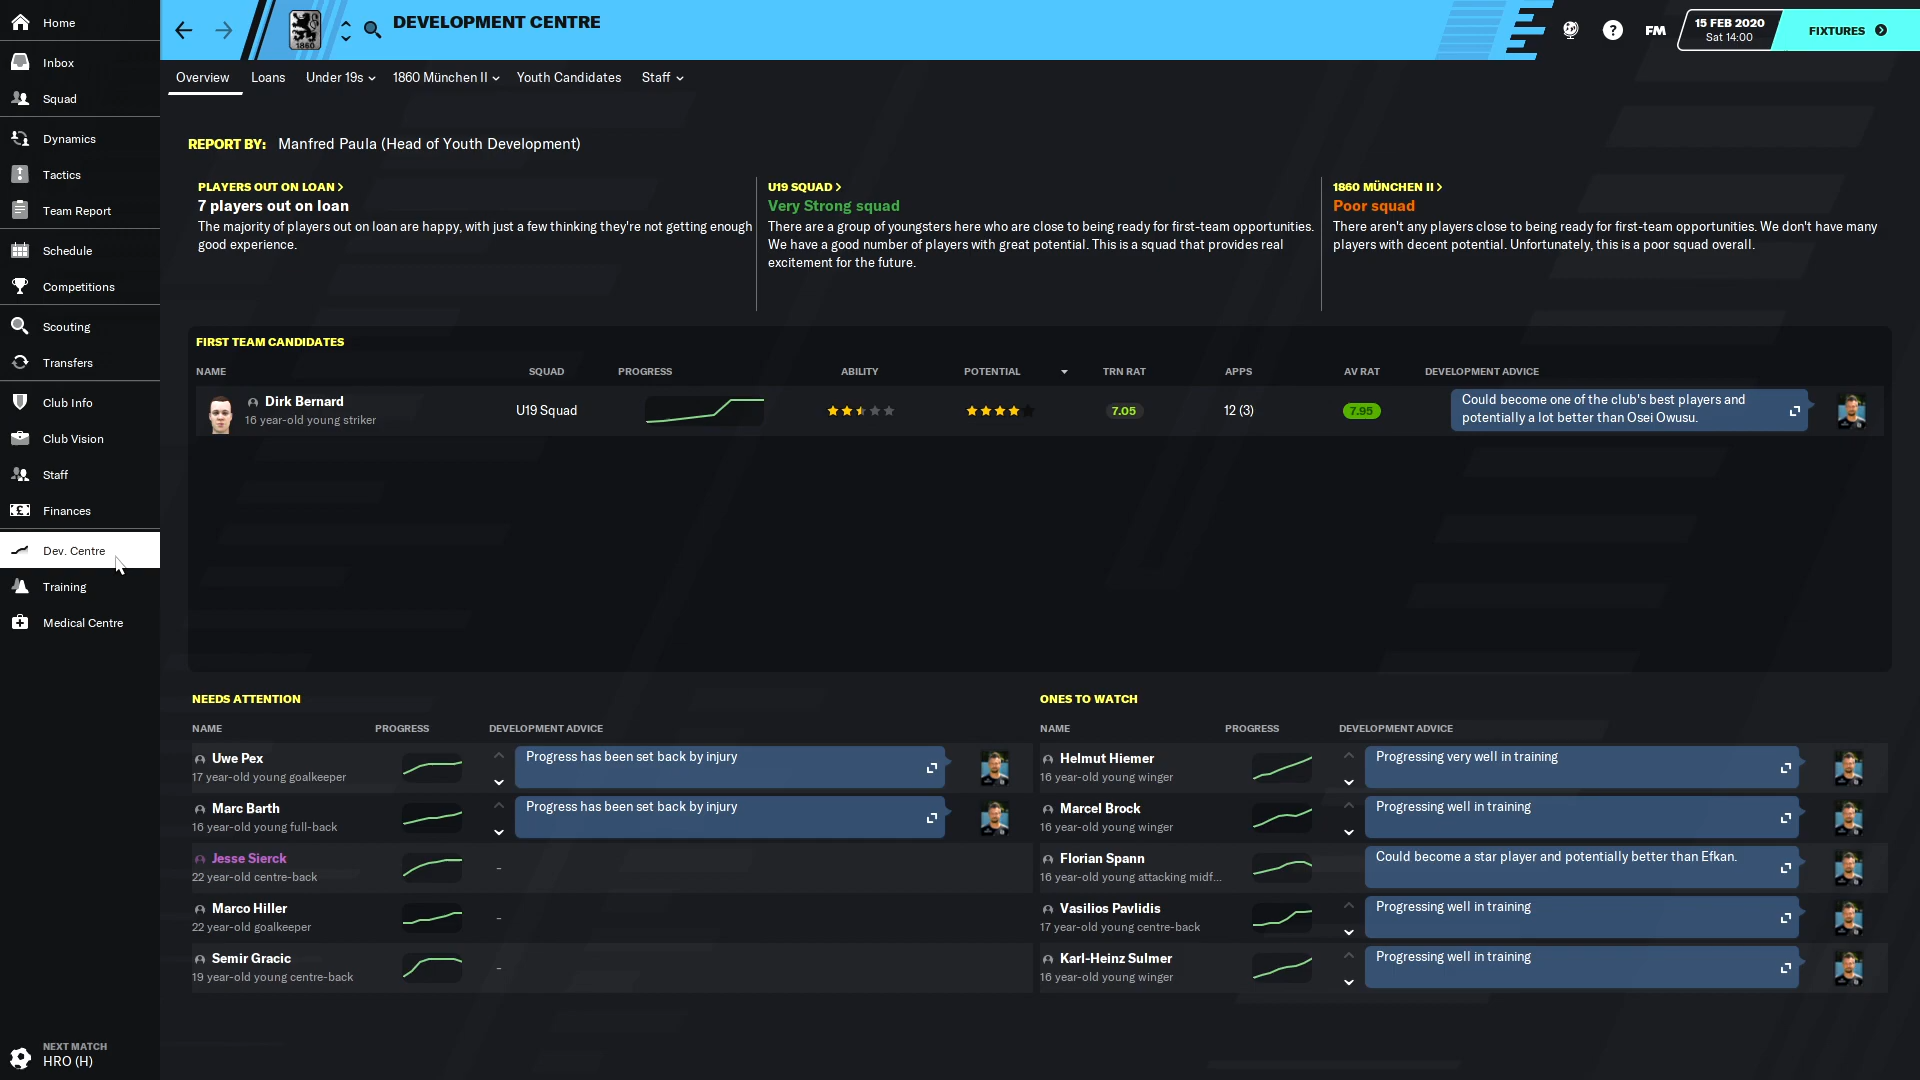 Home
Inbox
Squad
Dynamics
Tactics
Team Report
Schedule
Competitions
Scouting
Transfers
Club Info
Club Vision
Staff
Finances
Dev. Centre
Training
Medical Centre
NEXT MATCH
HRO (H)
1860
DEVELOPMENT CENTRE
?
FM
15 FEB 2020
Sat 14:00
FIXTURES
Overview
Loans
Under 19s
1860 München II
Youth Candidates
Staff
REPORT BY: Manfred Paula (Head of Youth Development)
PLAYERS OUT ON LOAN >
7 players out on loan
The majority of players out on loan are happy, with just a few thinking they're not getting enough
good experience.
U19 SQUAD >
Very Strong squad
There are a group of youngsters here who are close to being ready for first-team opportunities.
We have a good number of players with great potential. This is a squad that provides real
excitement for the future.
1860 MÜNCHEN II >
Poor squad
There aren't any players close to being ready for first-team opportunities. We don't have many
players with decent potential. Unfortunately, this is a poor squad overall.
FIRST TEAM CANDIDATES
NAME SQUAD PROGRESS ABILITY POTENTIAL TRN RAT APPS AV RAT DEVELOPMENT ADVICE
Dirk Bernard
16 year-old young striker
U19 Squad
7.05
12 (3)
7.95
Could become one of the club's best players and
potentially a lot better than Osei Owusu.
NEEDS ATTENTION
NAME PROGRESS DEVELOPMENT ADVICE
Uwe Pex
17 year-old young goalkeeper
Progress has been set back by injury
Marc Barth
16 year-old young full-back
Progress has been set back by injury
Jesse Sierck
22 year-old centre-back
-
Marco Hiller
22 year-old goalkeeper
-
Semir Gracic
19 year-old young centre-back
-
ONES TO WATCH
NAME PROGRESS DEVELOPMENT ADVICE
Helmut Hiemer
16 year-old young winger
Progressing very well in training
Marcel Brock
16 year-old young winger
Progressing well in training
Florian Spann
16 year-old young attacking midf...
Could become a star player and potentially better than Efkan.
Vasilios Pavlidis
17 year-old young centre-back
Progressing well in training
Karl-Heinz Sulmer
16 year-old young winger
Progressing well in training